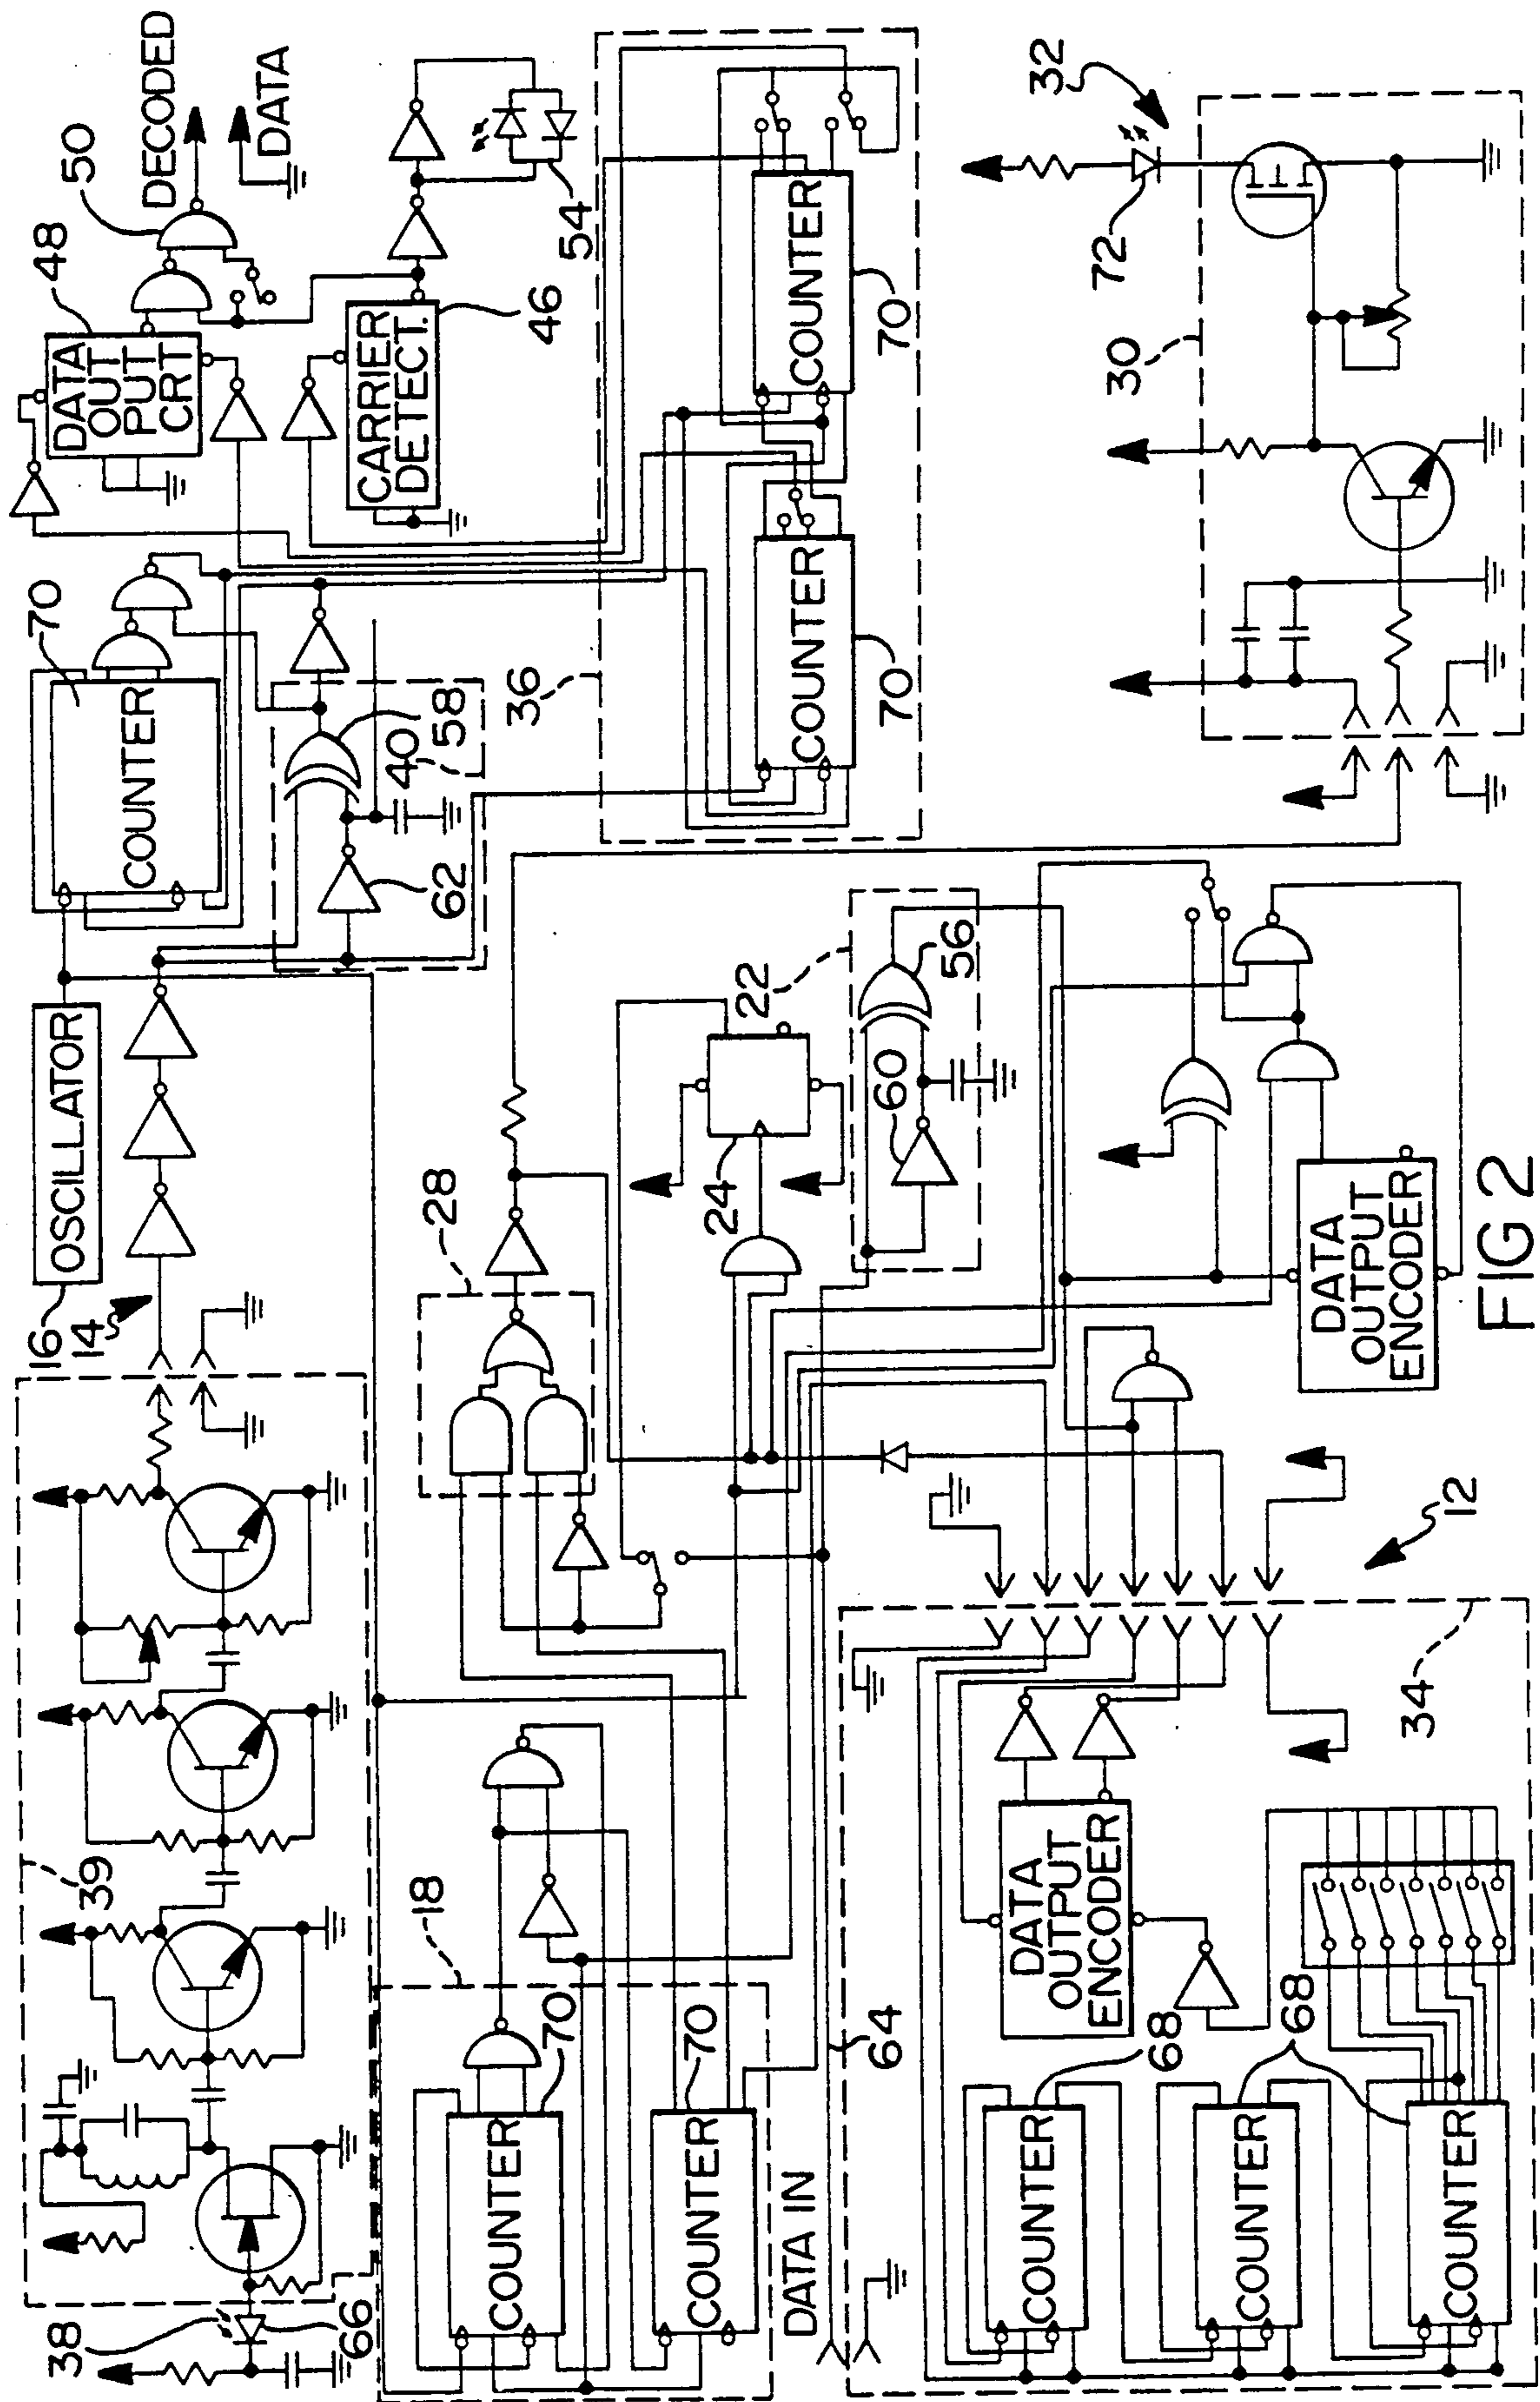 38
66
39
14
16
OSCILLATOR
70
COUNTER
62
40
58
48
DATA
OUT
PUT
CRT
50
DECODED
DATA
CARRIER
DETECT.
46
54
36
COUNTER
70
COUNTER
70
18
COUNTER
70
COUNTER
70
28
24
22
60
56
DATA IN
64
30
72
32
34
DATA
OUTPUT
ENCODER
COUNTER
68
COUNTER
68
COUNTER
12
DATA
OUTPUT
ENCODER
FIG 2